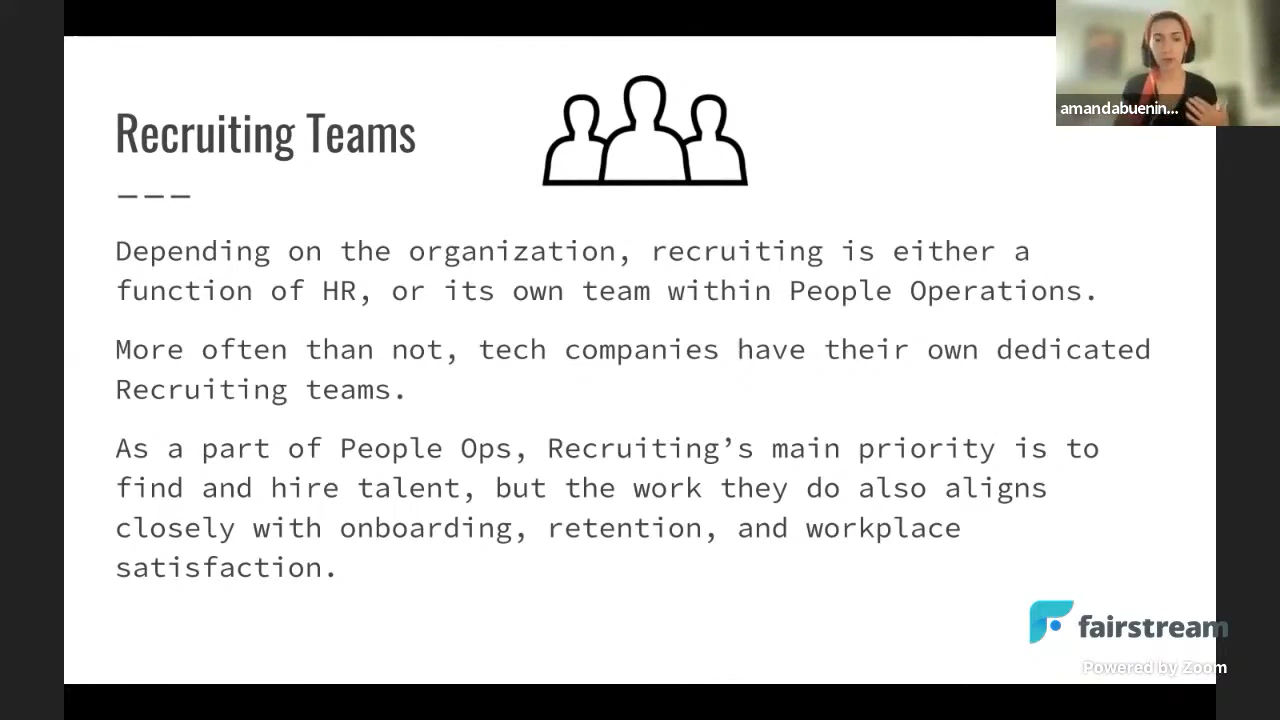 amandabuenin...
Recruiting Teams
Depending on the organization, recruiting is either a
function of HR, or its own team within People Operations.
More often than not, tech companies have their own dedicated
Recruiting teams.
As a part of People Ops, Recruiting’s main priority is to
find and hire talent, but the work they do also aligns
closely with onboarding, retention, and workplace
satisfaction.
fairstream
Powered by Zoom